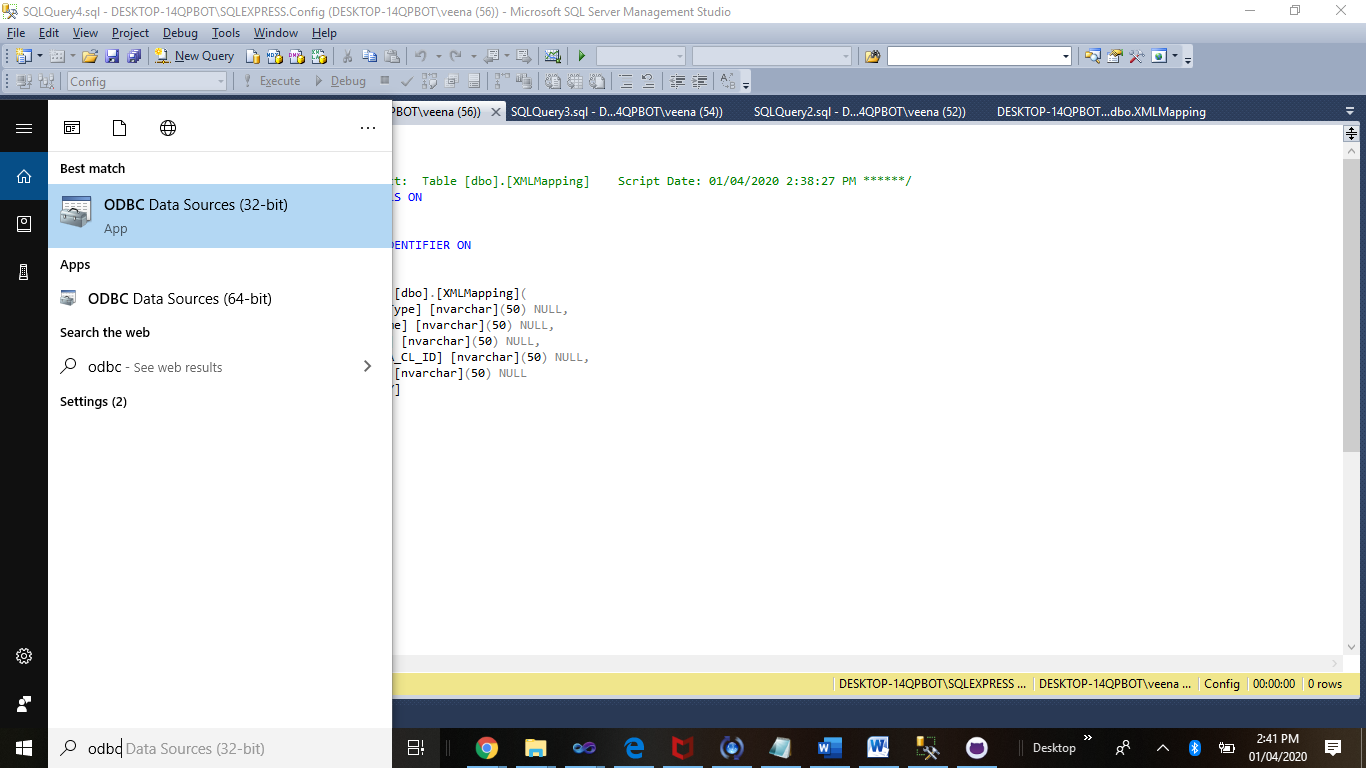 SQLQuery4.sql - DESKTOP-14QPBOT\SQLEXPRESS.Config (DESKTOP-14QPBOT\veena (56)) - Microsoft SQL Server Management Studio
File Edit View Project Debug Tools Window Help
New Query
Config Execute Debug
PBOT\veena (56)) SQLQuery3.sql - D...4QPBOT\veena (54)) SQLQuery2.sql - D...4QPBOT\veena (52)) DESKTOP-14QPBOT...dbo.XMLMapping
Best match
ODBC Data Sources (32-bit)
App
Apps
ODBC Data Sources (64-bit)
Search the web
odbc - See web results
Settings (2)
ct: Table [dbo].[XMLMapping] Script Date: 01/04/2020 2:38:27 PM ******/
LS ON
DENTIFIER ON
[dbo].[XMLMapping](
Type] [nvarchar](50) NULL,
me] [nvarchar](50) NULL,
[nvarchar](50) NULL,
A_CL_ID] [nvarchar](50) NULL,
[nvarchar](50) NULL
Y]
DESKTOP-14QPBOT\SQLEXPRESS ... DESKTOP-14QPBOT\veena ... Config 00:00:00 0 rows
odbc Data Sources (32-bit)
Desktop
2:41 PM
01/04/2020